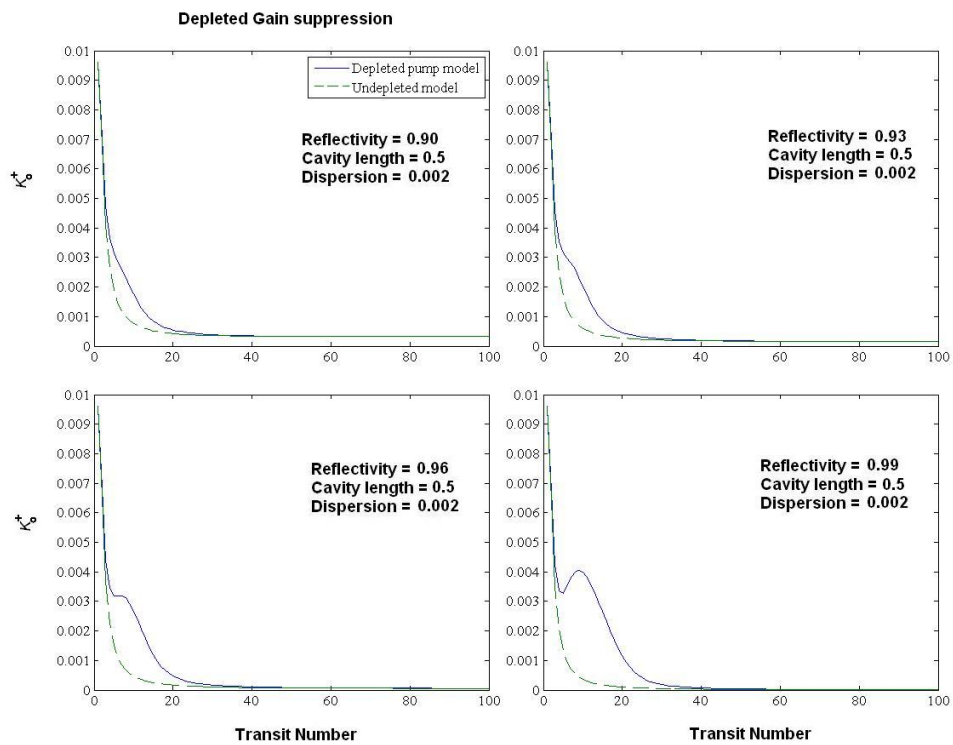 Depleted Gain suppression
0.01
0.009
0.008
0.007
0.006
0.005
0.004
0.003
0.002
0.001
0
0 20 40 60 80 100
Depleted pump model
Undepleted model
Reflectivity = 0.90
Cavity length = 0.5
Dispersion = 0.002
κo+
0.01
0.009
0.008
0.007
0.006
0.005
0.004
0.003
0.002
0.001
0
0 20 40 60 80 100
Reflectivity = 0.93
Cavity length = 0.5
Dispersion = 0.002
0.01
0.009
0.008
0.007
0.006
0.005
0.004
0.003
0.002
0.001
0
0 20 40 60 80 100
Reflectivity = 0.96
Cavity length = 0.5
Dispersion = 0.002
κo+
Transit Number
0.01
0.009
0.008
0.007
0.006
0.005
0.004
0.003
0.002
0.001
0
0 20 40 60 80 100
Reflectivity = 0.99
Cavity length = 0.5
Dispersion = 0.002
Transit Number